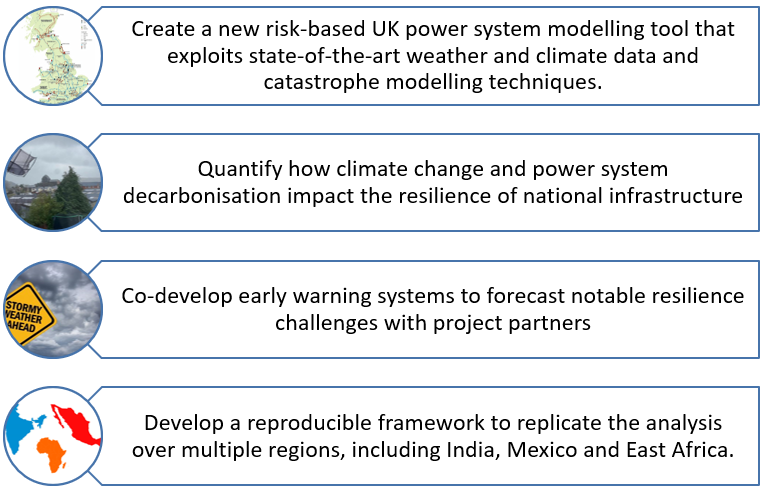 Create a new risk-based UK power system modelling tool that
exploits state-of-the-art weather and climate data and
catastrophe modelling techniques.
Quantify how climate change and power system
decarbonisation impact the resilience of national infrastructure
STORMY
WEATHER
AHEAD
Co-develop early warning systems to forecast notable resilience
challenges with project partners
Develop a reproducible framework to replicate the analysis
over multiple regions, including India, Mexico and East Africa.